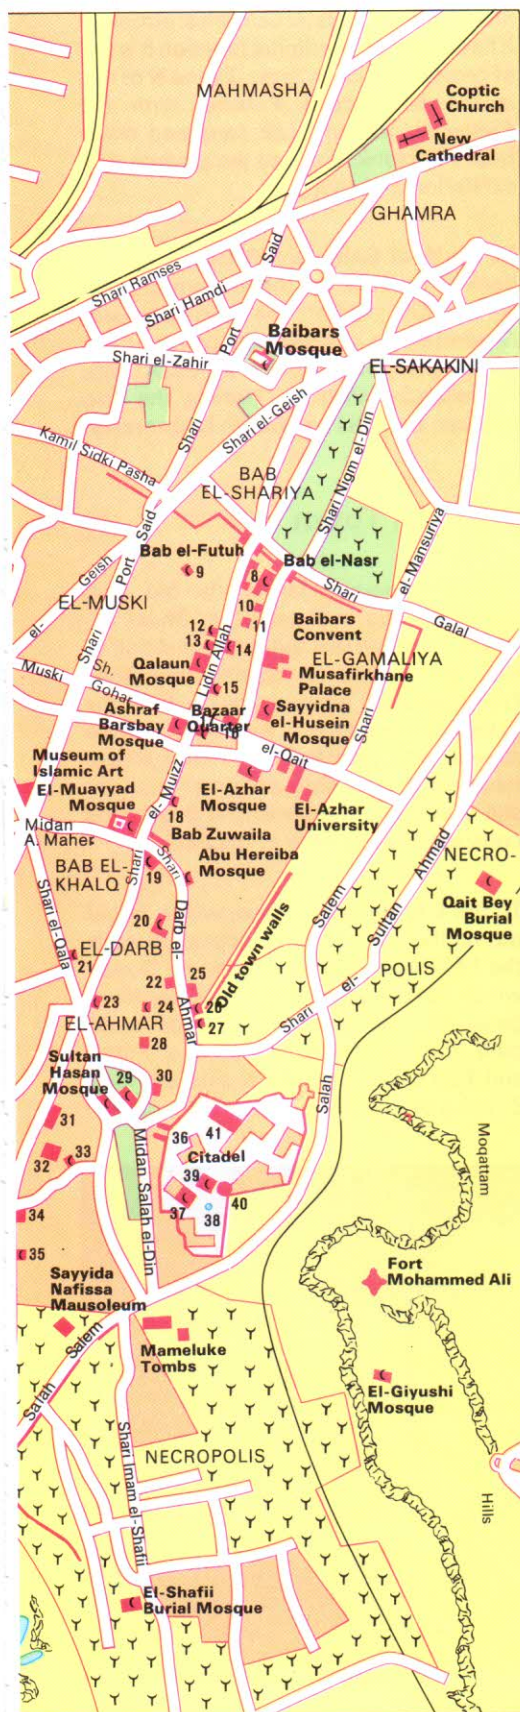 MAHMASHA
Coptic
Church
New
Cathedral
GHAMRA
Said
Shari Ramses
Shari Hamdi
Port
Baibars
Mosque
Shari el-Zahir
EL-SAKAKINI
Shari el-Geish
Shari
Kamil Sidki Pasha
BAB
EL-SHARIYA
Shari Nigm el-Din
el-Mansuriya
Said
Bab el-Futuh
Bab el-Nasr
9
8
Geish
Port
Shari
EL-MUSKI
10
Baibars
Convent
Galal
el-
12
11
13
14
Shari
Lidin Allah
EL-GAMALIYA
Qalaun
Mosque
Musafirkhane
Palace
Muski
Sh.
Gohar
15
Ashraf
Barsbay
Mosque
Bazaar
Quarter
Sayyidna
el-Husein
Mosque
Shari
17
16
el-Qait
Museum of
Islamic Art
El-Muayyad
Mosque
el-Muizz
El-Azhar
Mosque
El-Azhar
University
18
Midan
A. Maher
Bab Zuwaila
Ahmad
BAB EL-
KHALQ
Shari
Shari
19
Abu Hereiba
Mosque
NECRO-
Qait Bey
Burial
Mosque
Shari el-Qala
Salem
Sultan
20
Darb el-
EL-DARB
Old town walls
POLIS
21
22
25
el-
23
24
Ahmar
26
Shari
EL-AHMAR
27
28
Sultan
Hasan
Mosque
29
30
Salah
31
36
41
Moqattam
Citadel
32
33
39
40
37
38
Midan Salah el-Din
34
35
Fort
Mohammed Ali
Sayyida
Nafissa
Mausoleum
Salem
Mameluke
Tombs
El-Giyushi
Mosque
Salah
Shari Imam el-Shafii
NECROPOLIS
Hills
El-Shafii
Burial Mosque